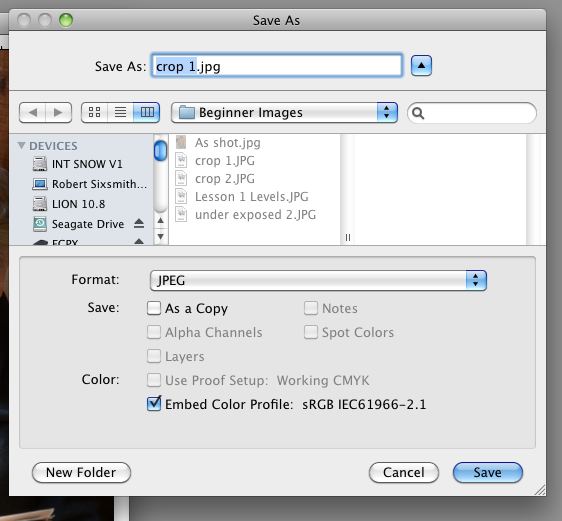 Save As
Save As: crop 1.jpg
Beginner Images
DEVICES
INT SNOW V1
Robert Sixsmith...
LION 10.8
Seagate Drive
FCPX
As shot.jpg
crop 1.JPG
crop 2.JPG
Lesson 1 Levels.JPG
under exposed 2.JPG
Format: JPEG
Save: As a Copy Notes
Alpha Channels Spot Colors
Layers
Color: Use Proof Setup: Working CMYK
Embed Color Profile: sRGB IEC61966-2.1
New Folder Cancel Save